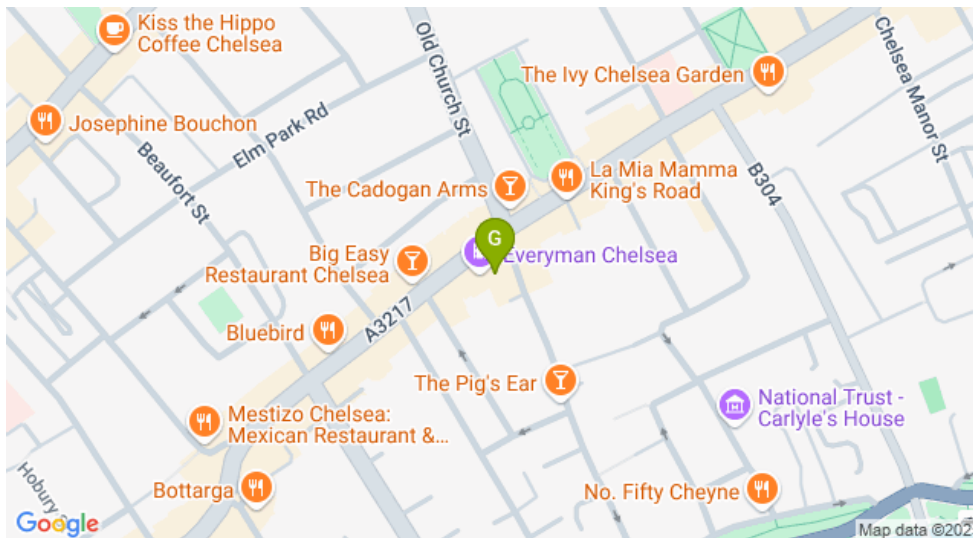 Kiss the Hippo
Coffee Chelsea
Old Church St
Chelsea Manor St
The Ivy Chelsea Garden
Josephine Bouchon
Elm Park Rd
Beaufort St
The Cadogan Arms
La Mia Mamma
King's Road
B304
G
Everyman Chelsea
Big Easy
Restaurant Chelsea
A3217
Bluebird
The Pig's Ear
National Trust -
Carlyle's House
Mestizo Chelsea:
Mexican Restaurant &...
Hobury
Bottarga
No. Fifty Cheyne
Google
Map data ©202